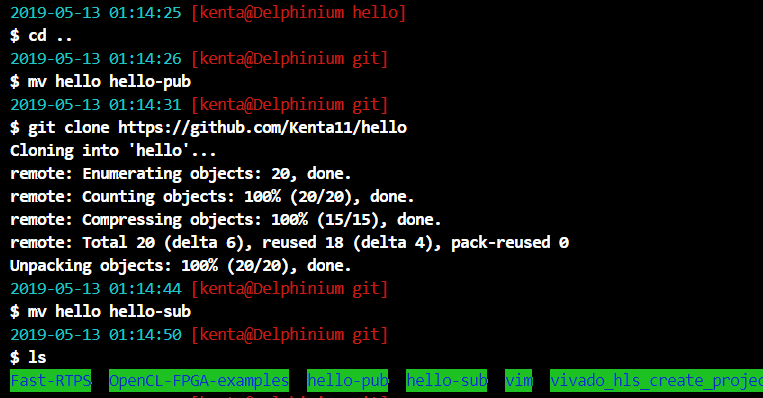 2019-05-13 01:14:25 [kenta@Delphinium hello]
$ cd ..
2019-05-13 01:14:26 [kenta@Delphinium git]
$ mv hello hello-pub
2019-05-13 01:14:31 [kenta@Delphinium git]
$ git clone https://github.com/Kenta11/hello
Cloning into 'hello'...
remote: Enumerating objects: 20, done.
remote: Counting objects: 100% (20/20), done.
remote: Compressing objects: 100% (15/15), done.
remote: Total 20 (delta 6), reused 18 (delta 4), pack-reused 0
Unpacking objects: 100% (20/20), done.
2019-05-13 01:14:44 [kenta@Delphinium git]
$ mv hello hello-sub
2019-05-13 01:14:50 [kenta@Delphinium git]
$ ls
Fast-RTPS OpenCL-FPGA-examples hello-pub hello-sub vim vivado_hls_create_projec